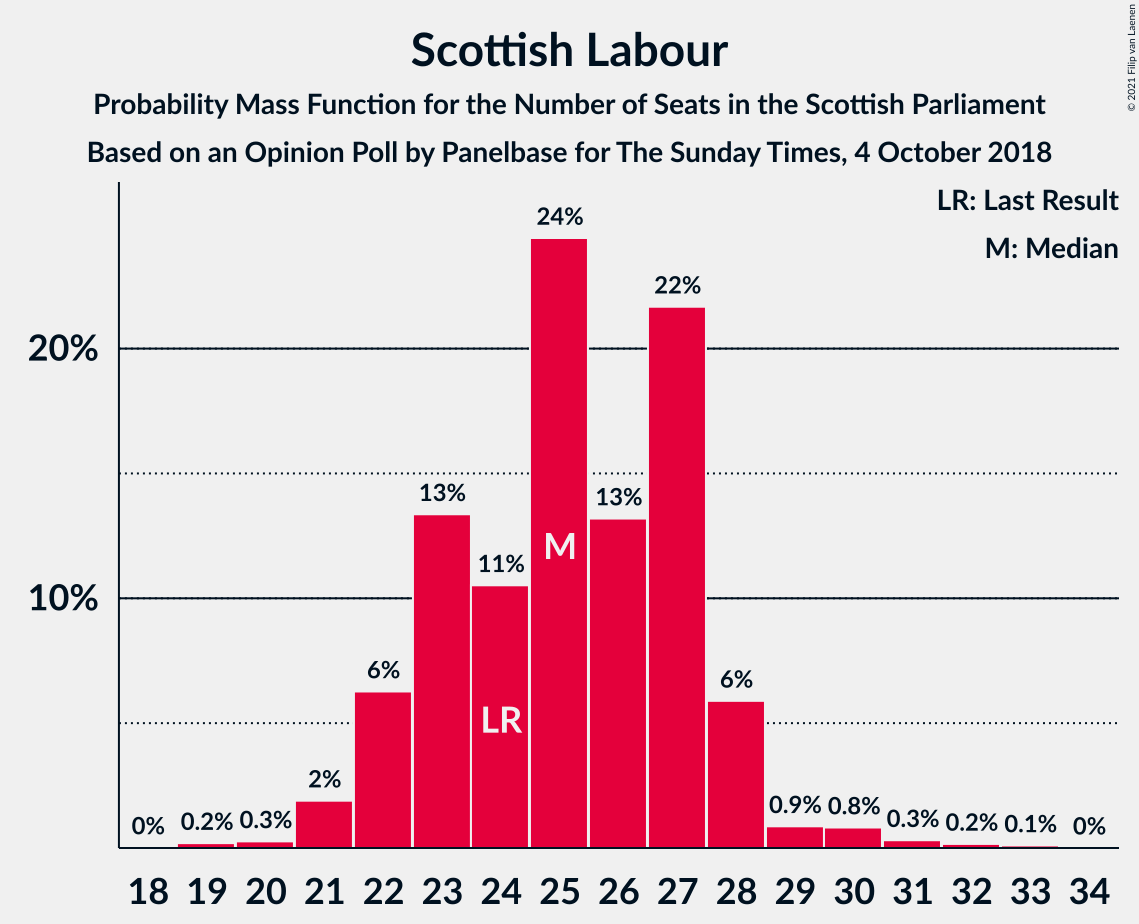 Scottish Labour
Probability Mass Function for the Number of Seats in the Scottish Parliament
Based on an Opinion Poll by Panelbase for The Sunday Times, 4 October 2018
© 2021 Filip van Laenen
LR: Last Result
M: Median
20%
10%
0%
0.2%
0.3%
2%
6%
13%
11%
24%
13%
22%
6%
0.9%
0.8%
0.3%
0.2%
0.1%
0%
LR
M
18 19 20 21 22 23 24 25 26 27 28 29 30 31 32 33 34